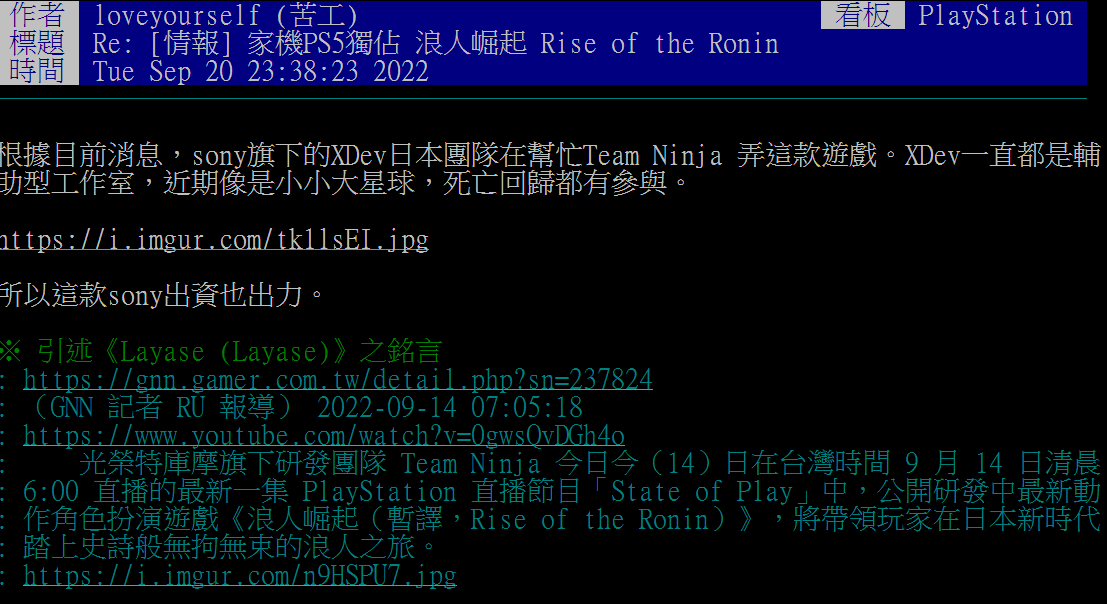 作者 loveyourself (苦工) 看板 PlayStation
標題 Re: [情報] 家機PS5獨佔 浪人崛起 Rise of the Ronin
時間 Tue Sep 20 23:38:23 2022
根據目前消息，sony旗下的XDev日本團隊在幫忙Team Ninja 弄這款遊戲。XDev一直都是輔
助型工作室，近期像是小小大星球，死亡回歸都有參與。
https://i.imgur.com/tk1lsEI.jpg
所以這款sony出資也出力。
※ 引述《Layase (Layase)》之銘言
: https://gnn.gamer.com.tw/detail.php?sn=237824
: （GNN 記者 RU 報導） 2022-09-14 07:05:18
: https://www.youtube.com/watch?v=0gwsQvDGh4o
: 光榮特庫摩旗下研發團隊 Team Ninja 今日今（14）日在台灣時間 9 月 14 日清晨
: 6:00 直播的最新一集 PlayStation 直播節目「State of Play」中，公開研發中最新動
: 作角色扮演遊戲《浪人崛起（暫譯，Rise of the Ronin）》，將帶領玩家在日本新時代
: 踏上史詩般無拘無束的浪人之旅。
: https://i.imgur.com/n9HSPU7.jpg